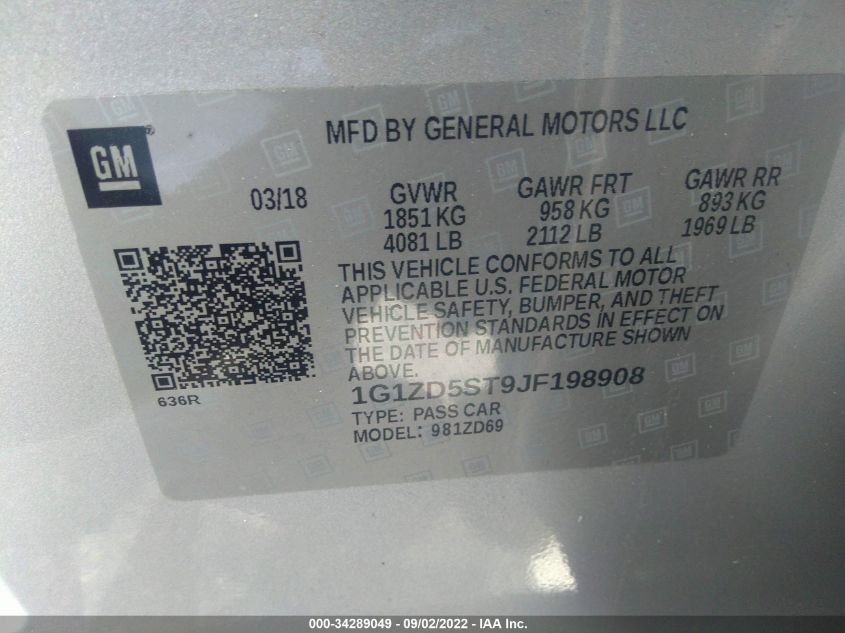 GM
MFD BY GENERAL MOTORS LLC
03/18
GVWR
1851 KG
4081 LB
GAWR FRT
958 KG
2112 LB
GAWR RR
893 KG
1969 LB
THIS VEHICLE CONFORMS TO ALL
APPLICABLE U.S. FEDERAL MOTOR
VEHICLE SAFETY, BUMPER, AND THEFT
PREVENTION STANDARDS IN EFFECT ON
THE DATE OF MANUFACTURE SHOWN
ABOVE.
636R
1G1ZD5ST9JF198908
TYPE: PASS CAR
MODEL: 981ZD69
000-34289049 - 09/02/2022 - IAA Inc.